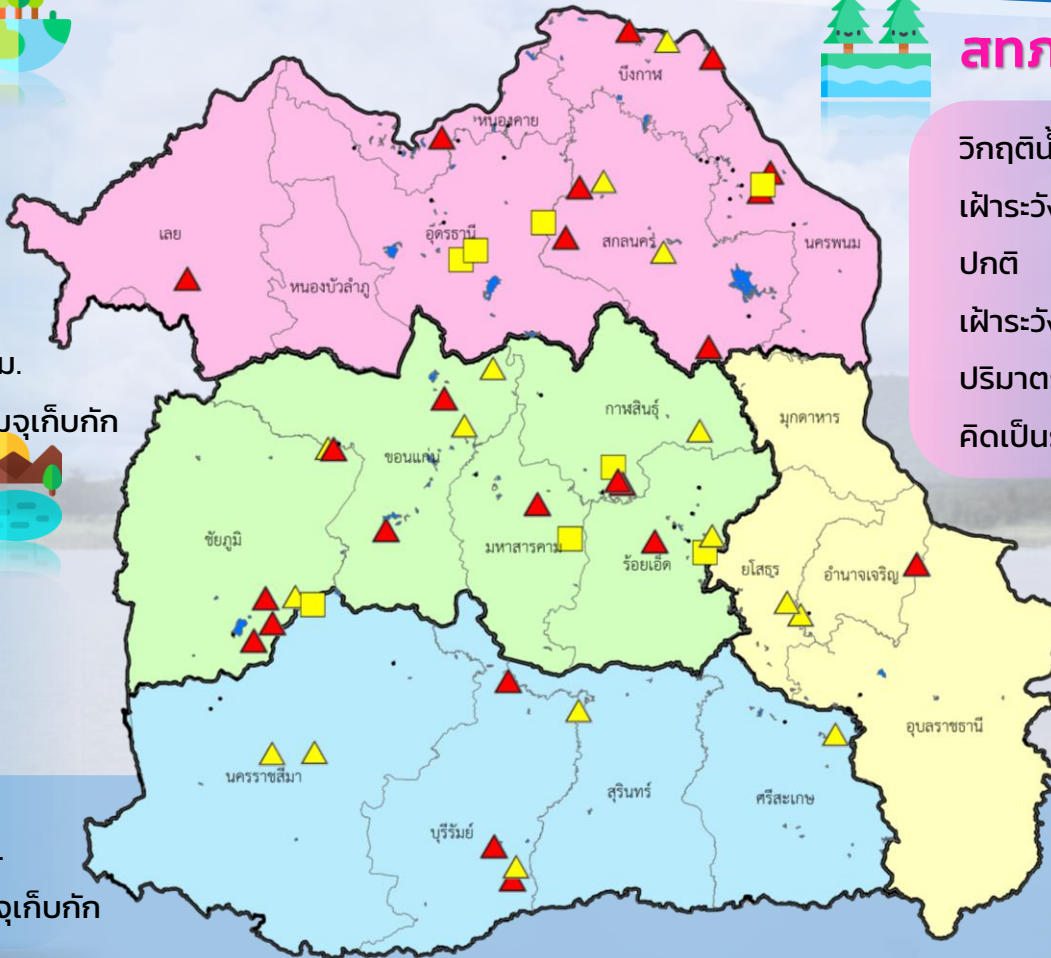 สทภ
วิกฤติน้
เฝ้าระวัง
ปกติ
เฝ้าระวัง
ปริมาตร
คิดเป็น
ม.
มจุเก็บกัก
.
จุเก็บกัก
บึงกาฬ
หนองคาย
เลย
อุดรธานี
สกลนคร
นครพนม
หนองบัวลำภู
กาฬสินธุ์
มุกดาหาร
ขอนแก่น
ชัยภูมิ
มหาสารคาม
ร้อยเอ็ด
ยโสธร
อำนาจเจริญ
อุบลราชธานี
นครราชสีมา
สุรินทร์
ศรีสะเกษ
บุรีรัมย์